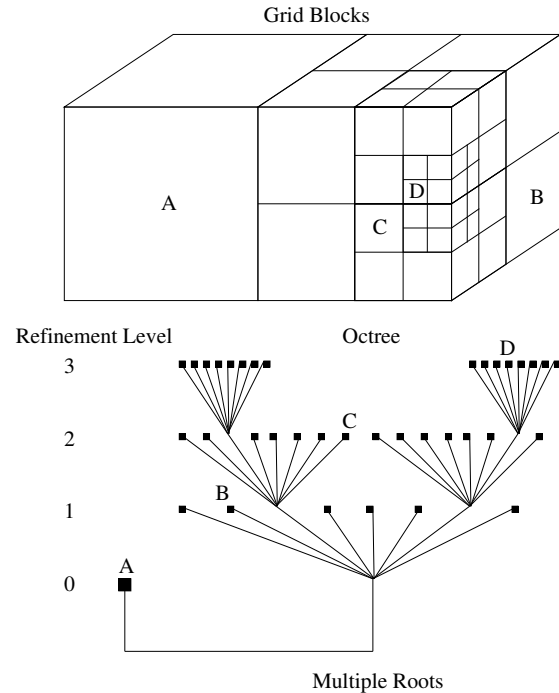 Grid Blocks
A
B
C
D
Refinement Level
Octree
D
3
C
2
B
1
A
0
Multiple Roots